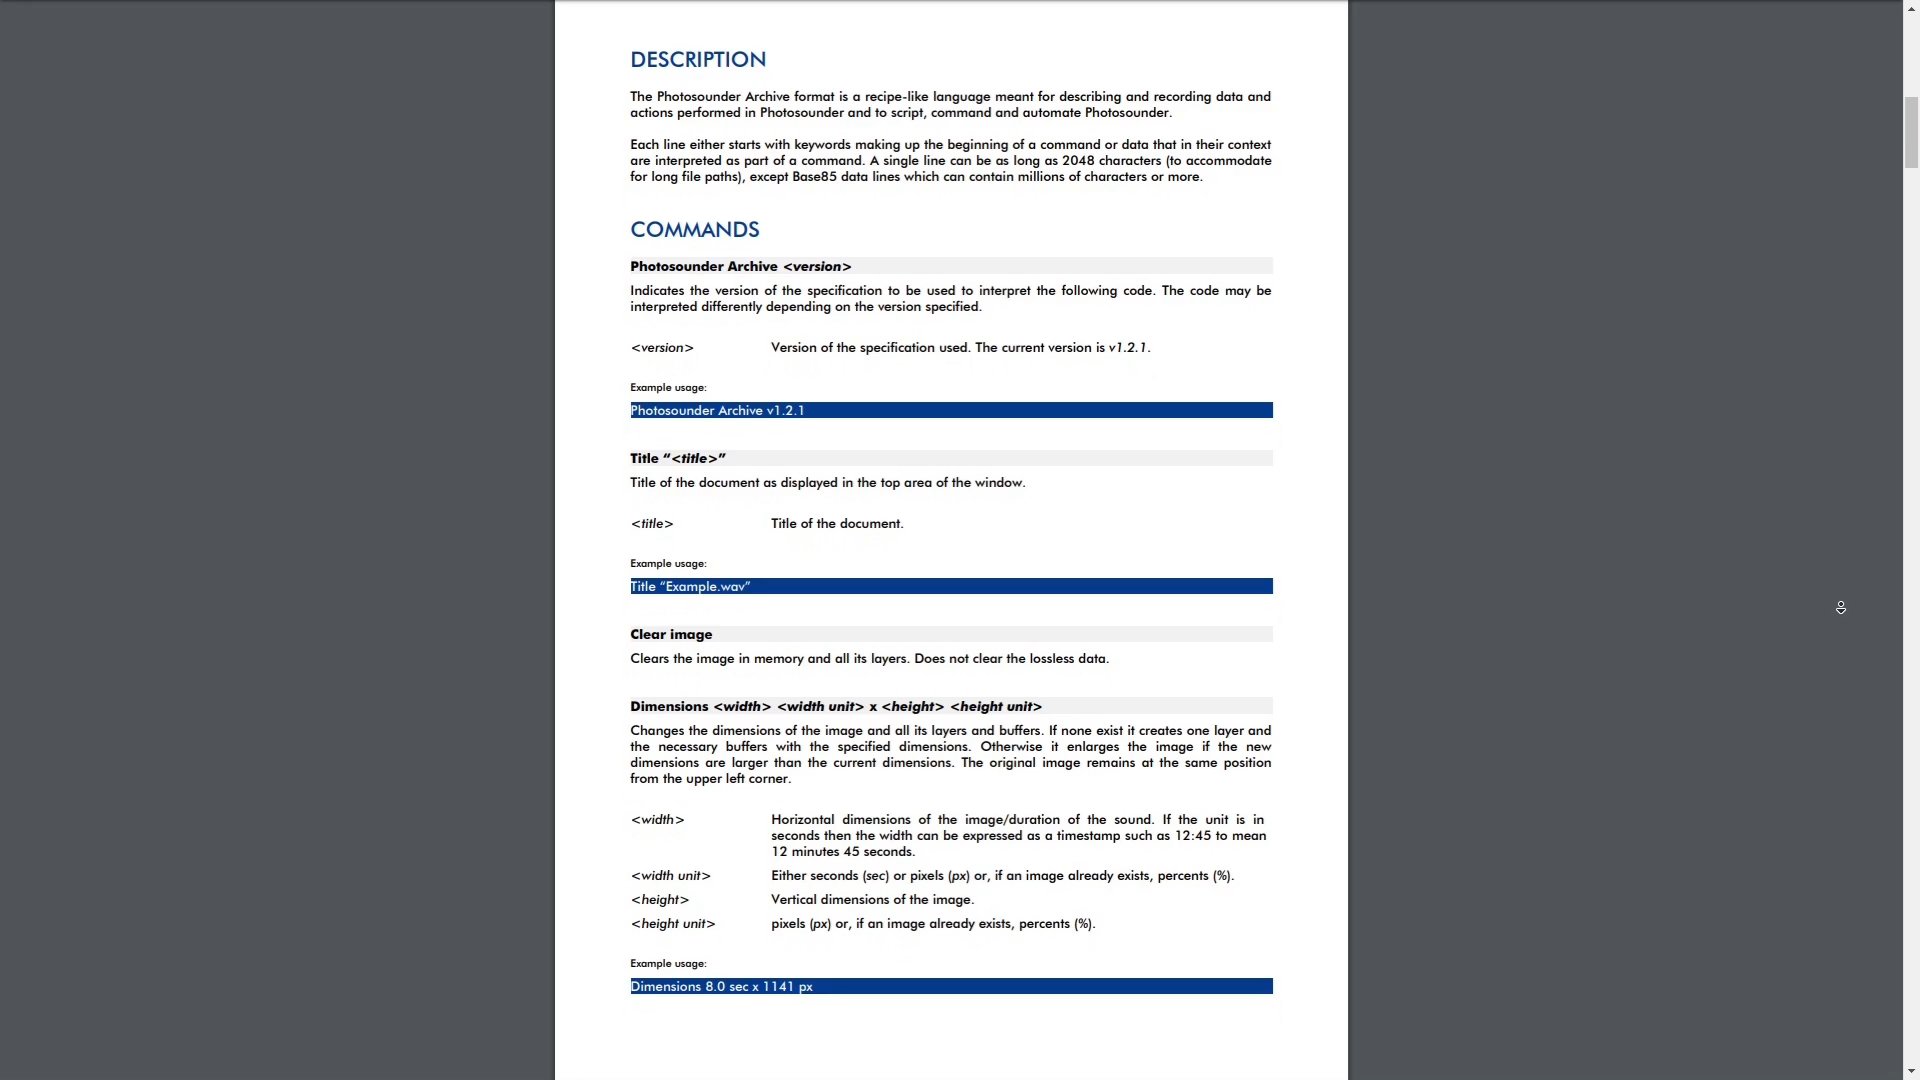 DESCRIPTION
The Photosounder Archive format is a recipe-like language meant for describing and recording data and
actions performed in Photosounder and to script, command and automate Photosounder.
Each line either starts with keywords making up the beginning of a command or data that in their context
are interpreted as part of a command. A single line can be as long as 2048 characters (to accommodate
for long file paths), except Base85 data lines which can contain millions of characters or more.
COMMANDS
Photosounder Archive <version>
Indicates the version of the specification to be used to interpret the following code. The code may be
interpreted differently depending on the version specified.
<version> Version of the specification used. The current version is v1.2.1.
Example usage:
Photosounder Archive v1.2.1
Title “<title>”
Title of the document as displayed in the top area of the window.
<title> Title of the document.
Example usage:
Title “Example.wav”
Clear image
Clears the image in memory and all its layers. Does not clear the lossless data.
Dimensions <width> <width unit> x <height> <height unit>
Changes the dimensions of the image and all its layers and buffers. If none exist it creates one layer and
the necessary buffers with the specified dimensions. Otherwise it enlarges the image if the new
dimensions are larger than the current dimensions. The original image remains at the same position
from the upper left corner.
<width> Horizontal dimensions of the image/duration of the sound. If the unit is in
seconds then the width can be expressed as a timestamp such as 12:45 to mean
12 minutes 45 seconds.
<width unit> Either seconds (sec) or pixels (px) or, if an image already exists, percents (%).
<height> Vertical dimensions of the image.
<height unit> pixels (px) or, if an image already exists, percents (%).
Example usage:
Dimensions 8.0 sec x 1141 px